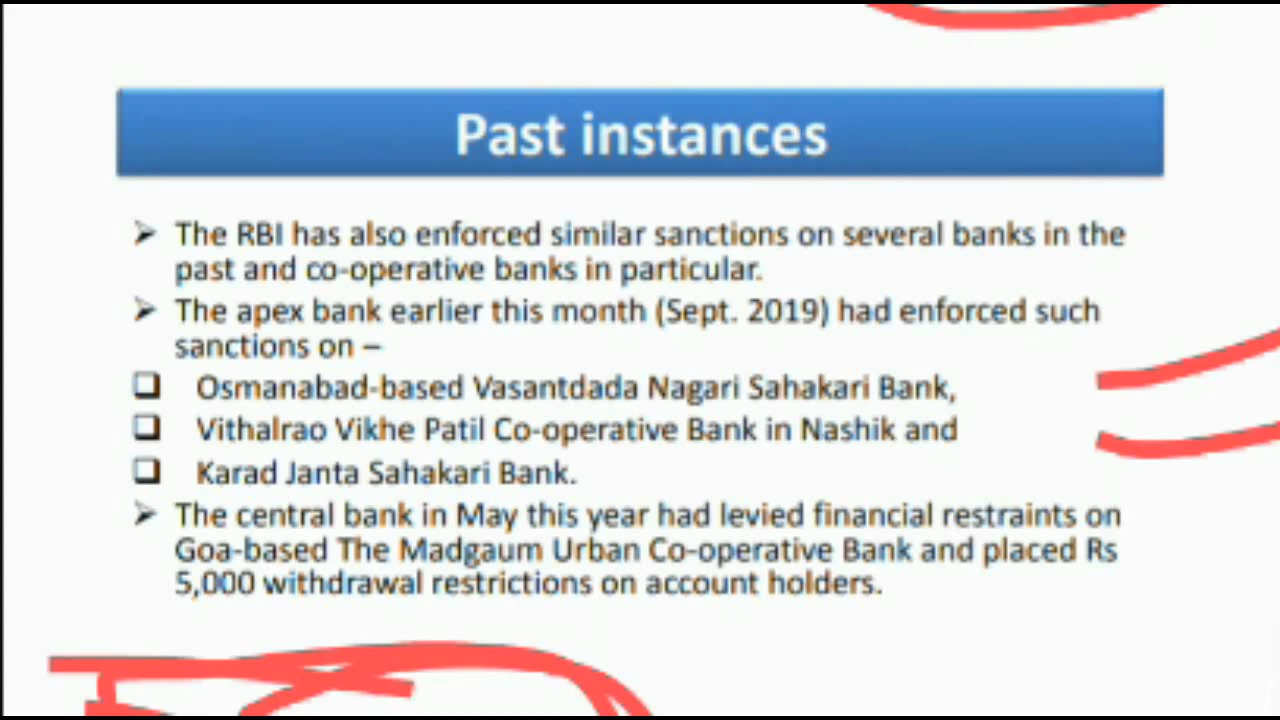 Past instances
➢ The RBI has also enforced similar sanctions on several banks in the
past and co-operative banks in particular.
➢ The apex bank earlier this month (Sept. 2019) had enforced such
sanctions on –
❑ Osmanabad-based Vasantdada Nagari Sahakari Bank,
❑ Vithalrao Vikhe Patil Co-operative Bank in Nashik and
❑ Karad Janta Sahakari Bank.
➢ The central bank in May this year had levied financial restraints on
Goa-based The Madgaum Urban Co-operative Bank and placed Rs
5,000 withdrawal restrictions on account holders.